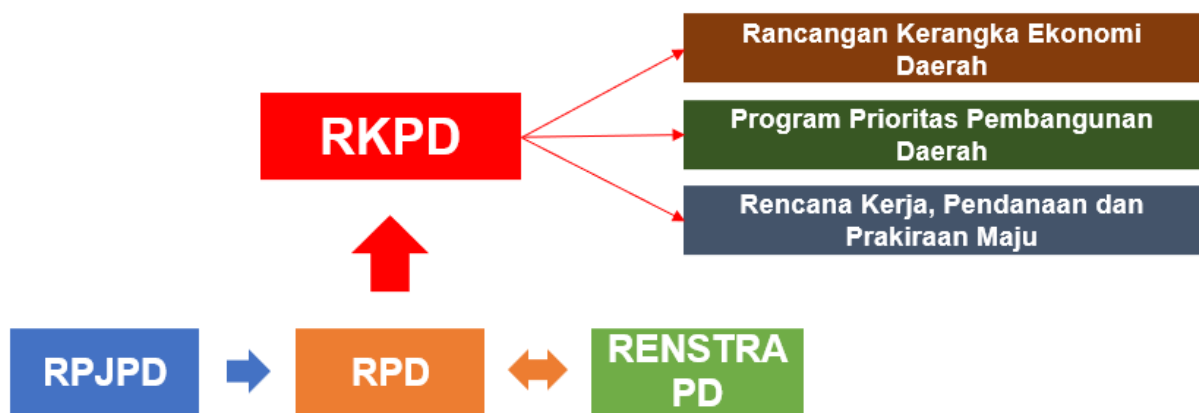 Rancangan Kerangka Ekonomi
Daerah
RKPD
Program Prioritas Pembangunan
Daerah
Rencana Kerja, Pendanaan dan
Prakiraan Maju
RPJPD
RPD
RENSTRA
PD